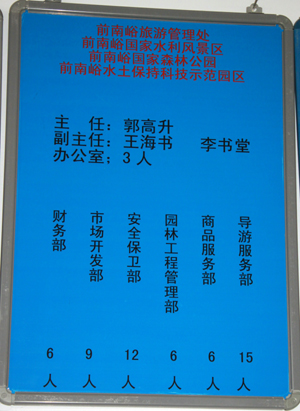 前南峪旅游管理处
前南峪国家水利风景区
前南峪国家森林公园
前南峪水土保持科技示范园区
主　任：郭高升
副主任：王海书　李书堂
办公室：3人
财务部
6人
市场开发部
9人
安全保卫部
12人
园林工程管理部
6人
商品服务部
6人
导游服务部
15人